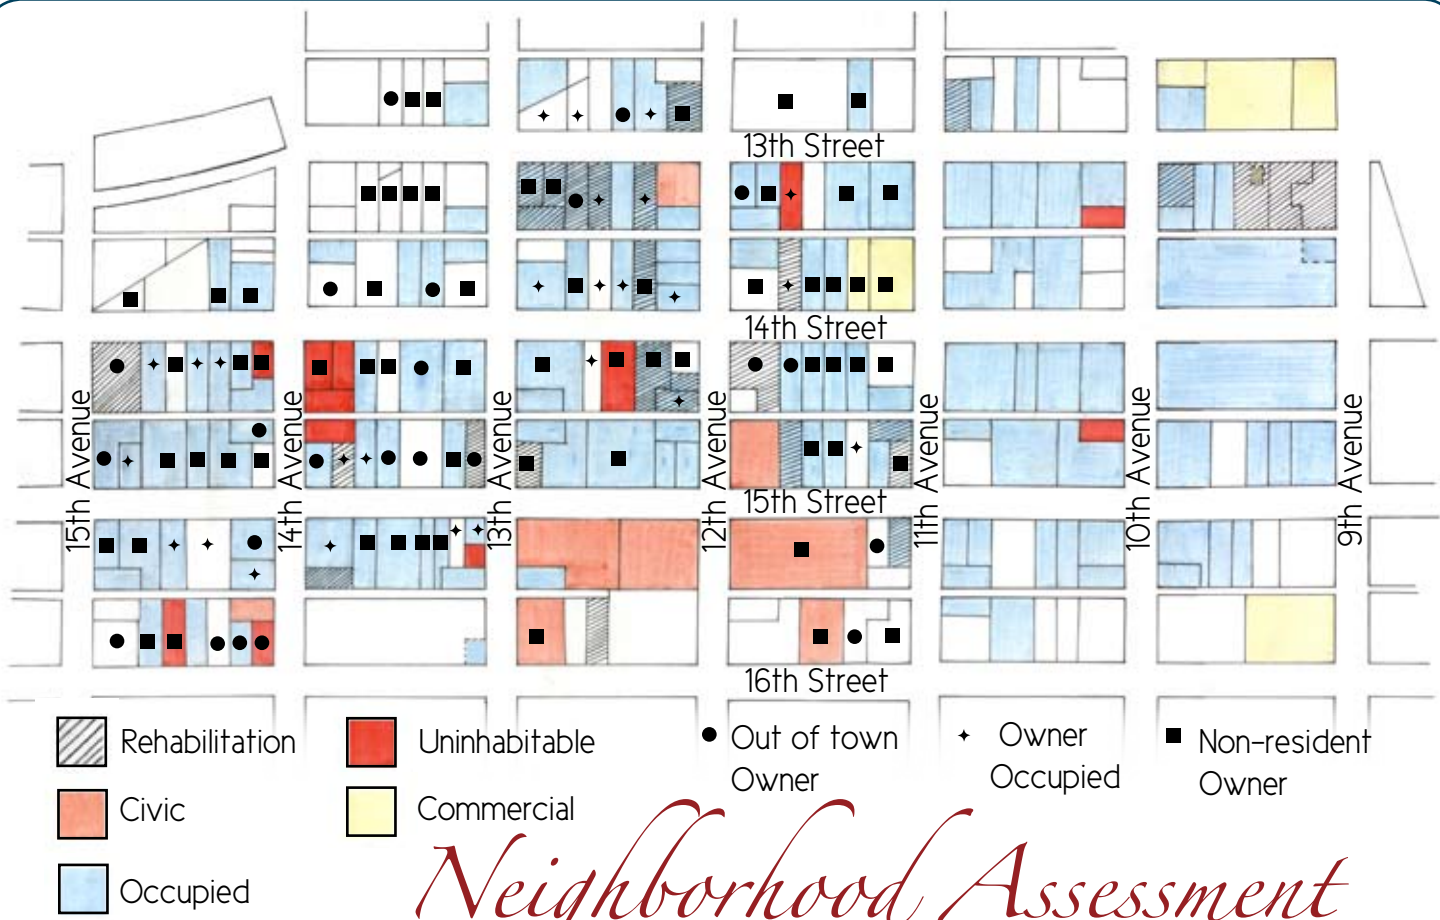 13th Street
14th Street
15th Avenue
14th Avenue
13th Avenue
12th Avenue
11th Avenue
10th Avenue
9th Avenue
15th Street
16th Street
Rehabilitation
Uninhabitable
Out of town
Owner
Owner
Occupied
Non-resident
Owner
Civic
Commercial
Occupied
Neighborhood Assessment